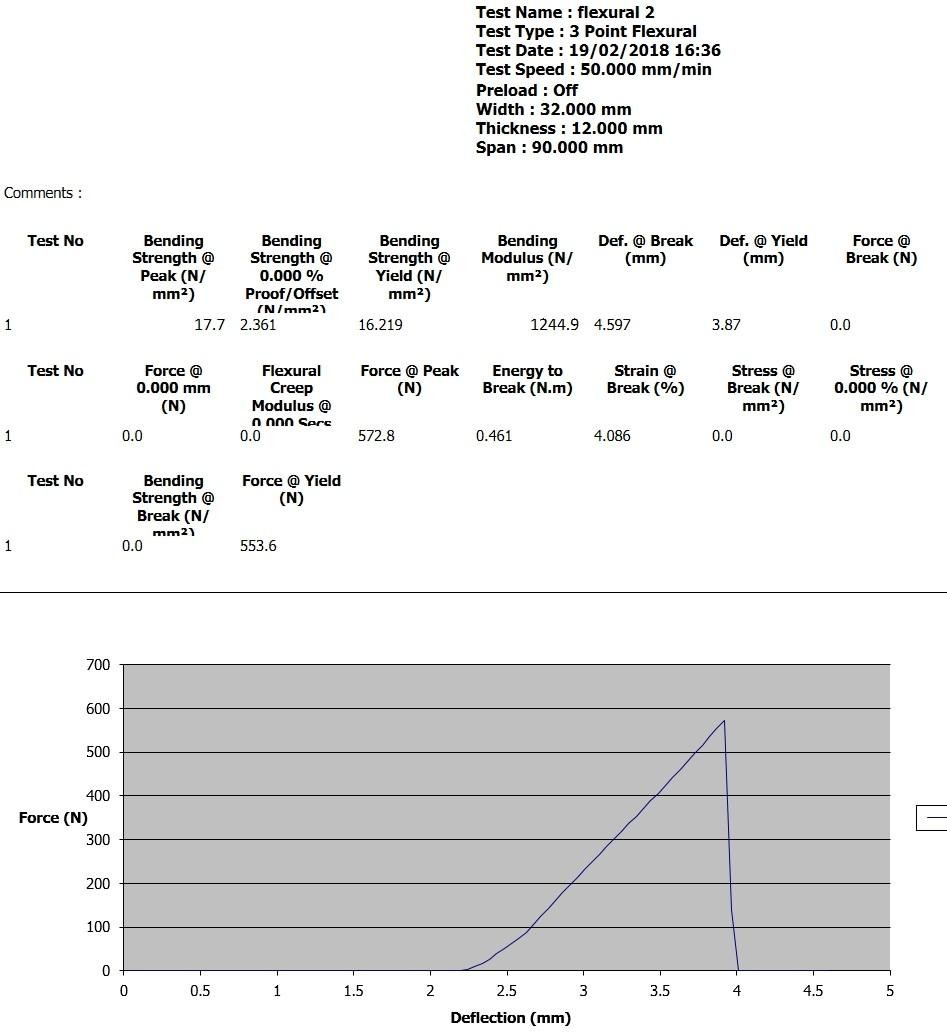 Test Name : flexural 2
Test Type : 3 Point Flexural
Test Date : 19/02/2018 16:36
Test Speed : 50.000 mm/min
Preload : Off
Width : 32.000 mm
Thickness : 12.000 mm
Span : 90.000 mm
Comments :
Test No Bending Bending Bending Bending Def. @ Break Def. @ Yield Force @
Strength @ Strength @ Strength @ Modulus (N/ (mm) (mm) Break (N)
Peak (N/ 0.000 % Yield (N/ mm²)
mm²) Proof/Offset mm²)
(N/mm²)
1 17.7 2.361 16.219 1244.9 4.597 3.87 0.0
Test No Force @ Flexural Force @ Peak Energy to Strain @ Stress @ Stress @
0.000 mm Creep (N) Break (N.m) Break (%) Break (N/ 0.000 % (N/
(N) Modulus @ mm²) mm²)
0.000 Secs
1 0.0 0.0 572.8 0.461 4.086 0.0 0.0
Test No Bending Force @ Yield
Strength @ (N)
Break (N/
mm²)
1 0.0 553.6
700
600
500
400
Force (N)
300
200
100
0
0 0.5 1 1.5 2 2.5 3 3.5 4 4.5 5
Deflection (mm)